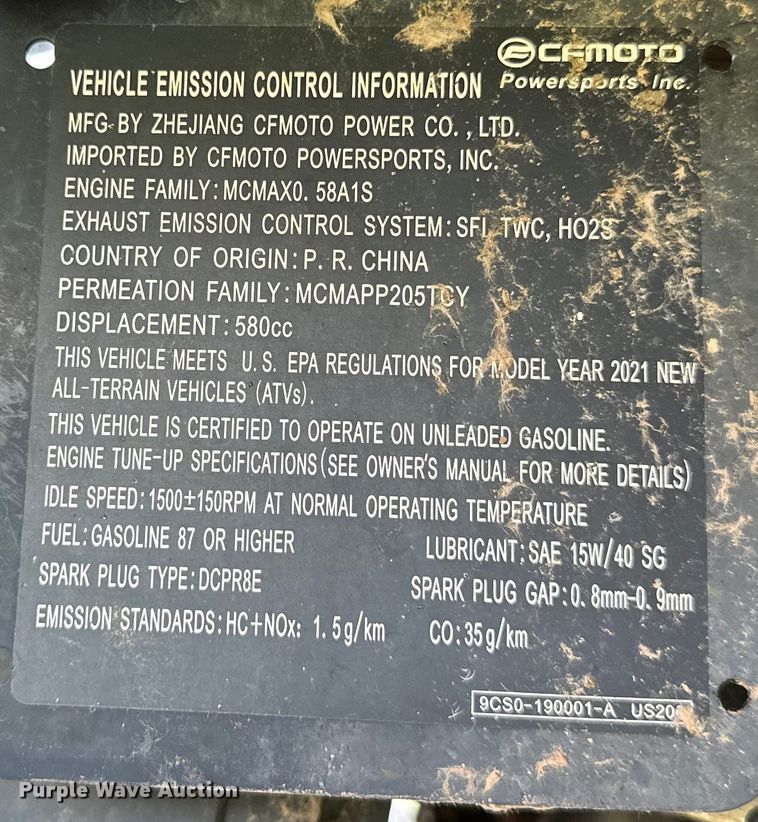 CFMOTO
Powersports, Inc.
VEHICLE EMISSION CONTROL INFORMATION
MFG. BY ZHEJIANG CFMOTO POWER CO., LTD.
IMPORTED BY CFMOTO POWERSPORTS, INC.
ENGINE FAMILY: MCMAX0. 58A1S
EXHAUST EMISSION CONTROL SYSTEM: SFI, TWC, HO2S
COUNTRY OF ORIGIN: P. R. CHINA
PERMEATION FAMILY: MCMAPP205TCY
DISPLACEMENT: 580cc
THIS VEHICLE MEETS U. S. EPA REGULATIONS FOR MODEL YEAR 2021 NEW
ALL-TERRAIN VEHICLES (ATVs).
THIS VEHICLE IS CERTIFIED TO OPERATE ON UNLEADED GASOLINE.
ENGINE TUNE-UP SPECIFICATIONS (SEE OWNER'S MANUAL FOR MORE DETAILS)
IDLE SPEED: 1500±150RPM AT NORMAL OPERATING TEMPERATURE
FUEL: GASOLINE 87 OR HIGHER LUBRICANT: SAE 15W/40 SG
SPARK PLUG TYPE: DCPR8E SPARK PLUG GAP: 0. 8mm-0. 9mm
EMISSION STANDARDS: HC+NOx: 1. 5g/km CO: 35g/km
9CS0-190001-A
Purple Wave Auction